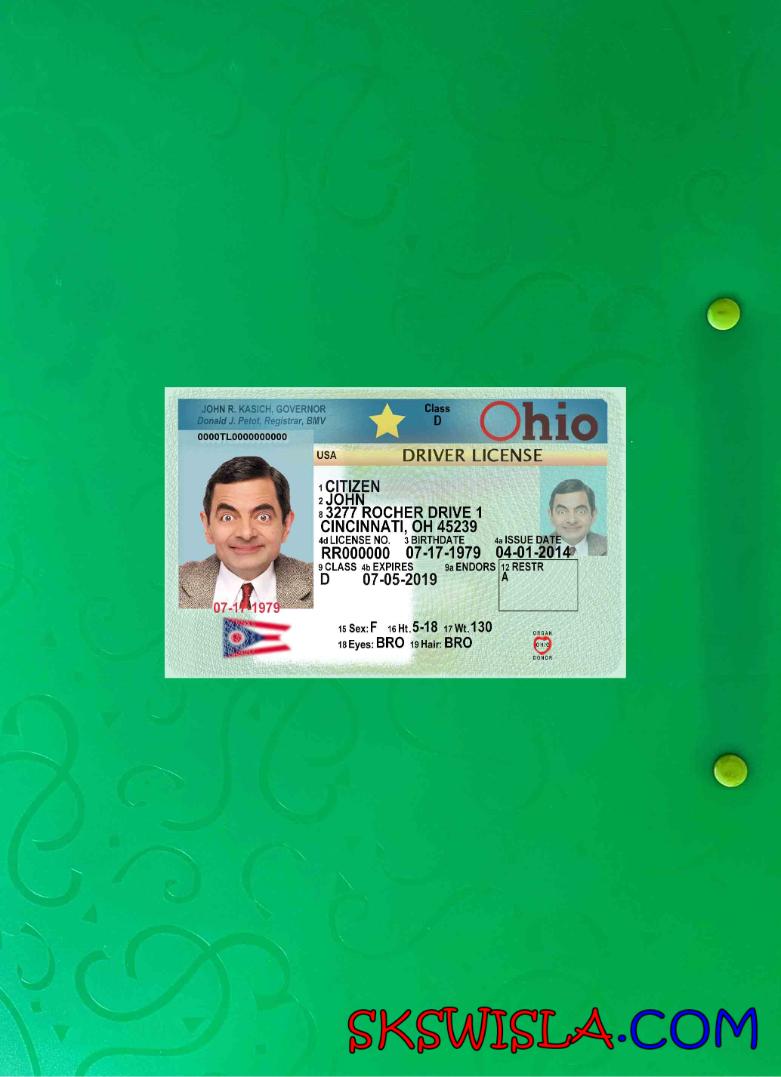 JOHN R. KASICH, GOVERNOR
Donald J. Petot, Registrar, BMV
Class
D
Ohio
0000TL0000000000
USA DRIVER LICENSE
1 CITIZEN
2 JOHN
8 3277 ROCHER DRIVE 1
CINCINNATI, OH 45239
4d LICENSE NO. 3 BIRTHDATE 4a ISSUE DATE
RR000000 07-17-1979 04-01-2014
9 CLASS 4b EXPIRES 9a ENDORS 12 RESTR
D 07-05-2019 A
07-17-1979
15 Sex: F 16 Ht. 5-18 17 Wt. 130
18 Eyes: BRO 19 Hair: BRO
ORGAN
OHIO
DONOR
SKSWISLA.COM